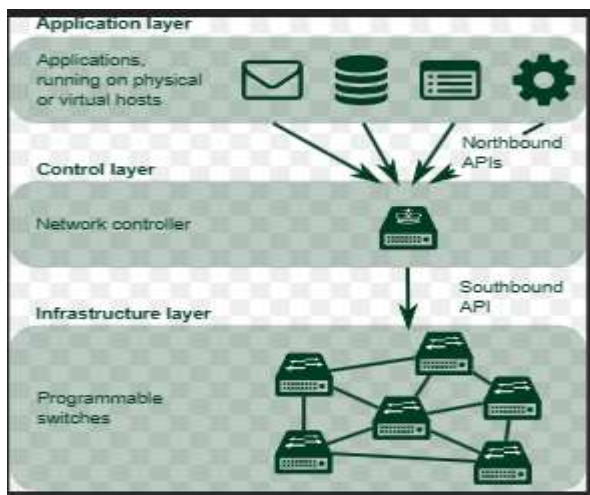 Application layer
Applications,
running on physical
or virtual hosts
Northbound
APIs
Control layer
Network controller
Southbound
API
Infrastructure layer
Programmable
switches